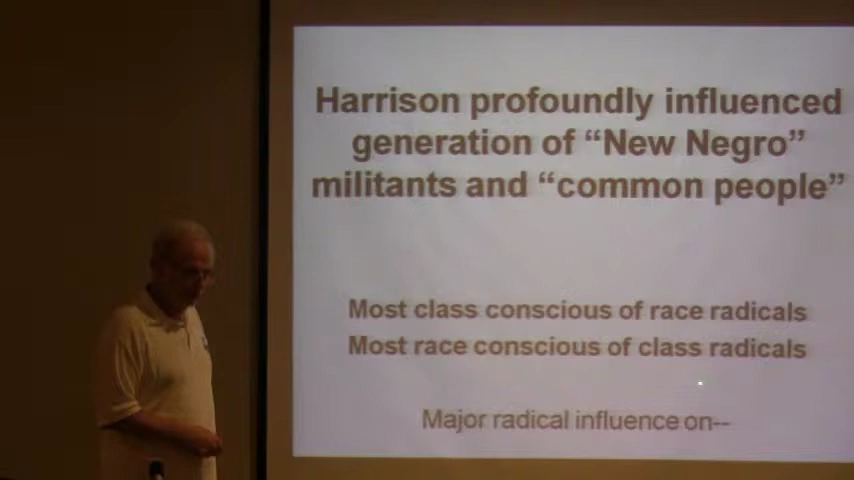 Harrison profoundly influenced
generation of “New Negro”
militants and “common people”
Most class conscious of race radicals
Most race conscious of class radicals
Major radical influence on--